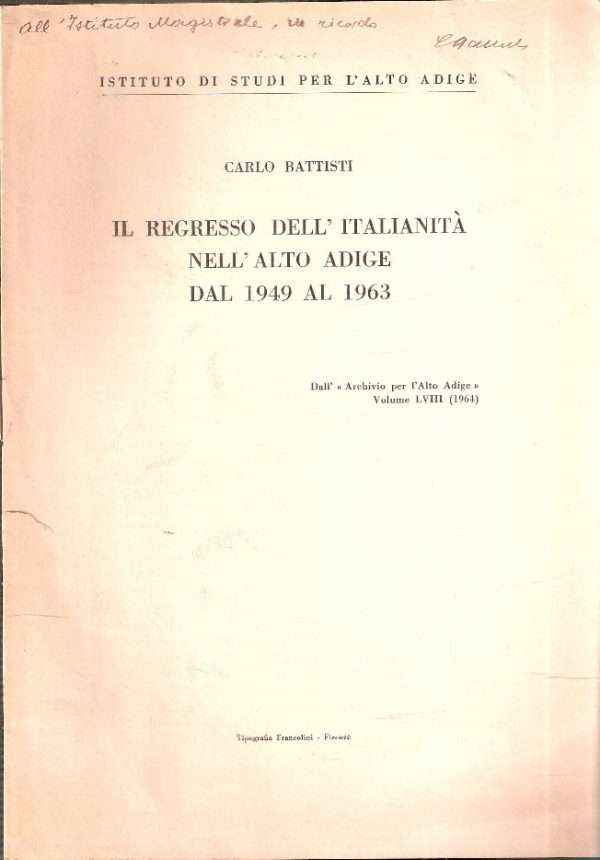 all'Istituto Magistrale, in ricordo
ISTITUTO DI STUDI PER L'ALTO ADIGE
CARLO BATTISTI
IL REGRESSO DELL' ITALIANITÀ
NELL' ALTO ADIGE
DAL 1949 AL 1963
Dall' « Archivio per l'Alto Adige »
Volume LVIII (1964)
Tipografia Francolini - Firenze